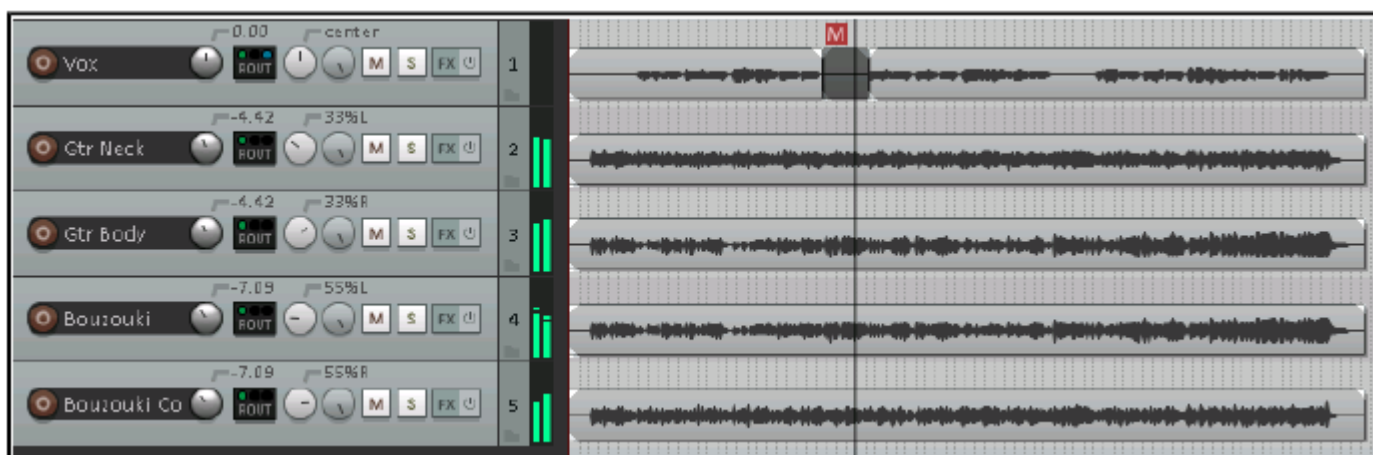 0.00 center
Vox ROUT M S FX 1
M
-4.42 33%L
Gtr Neck ROUT M S FX 2
-4.42 33%R
Gtr Body ROUT M S FX 3
-7.09 55%L
Bouzouki ROUT M S FX 4
-7.09 55%R
Bouzouki Co ROUT M S FX 5